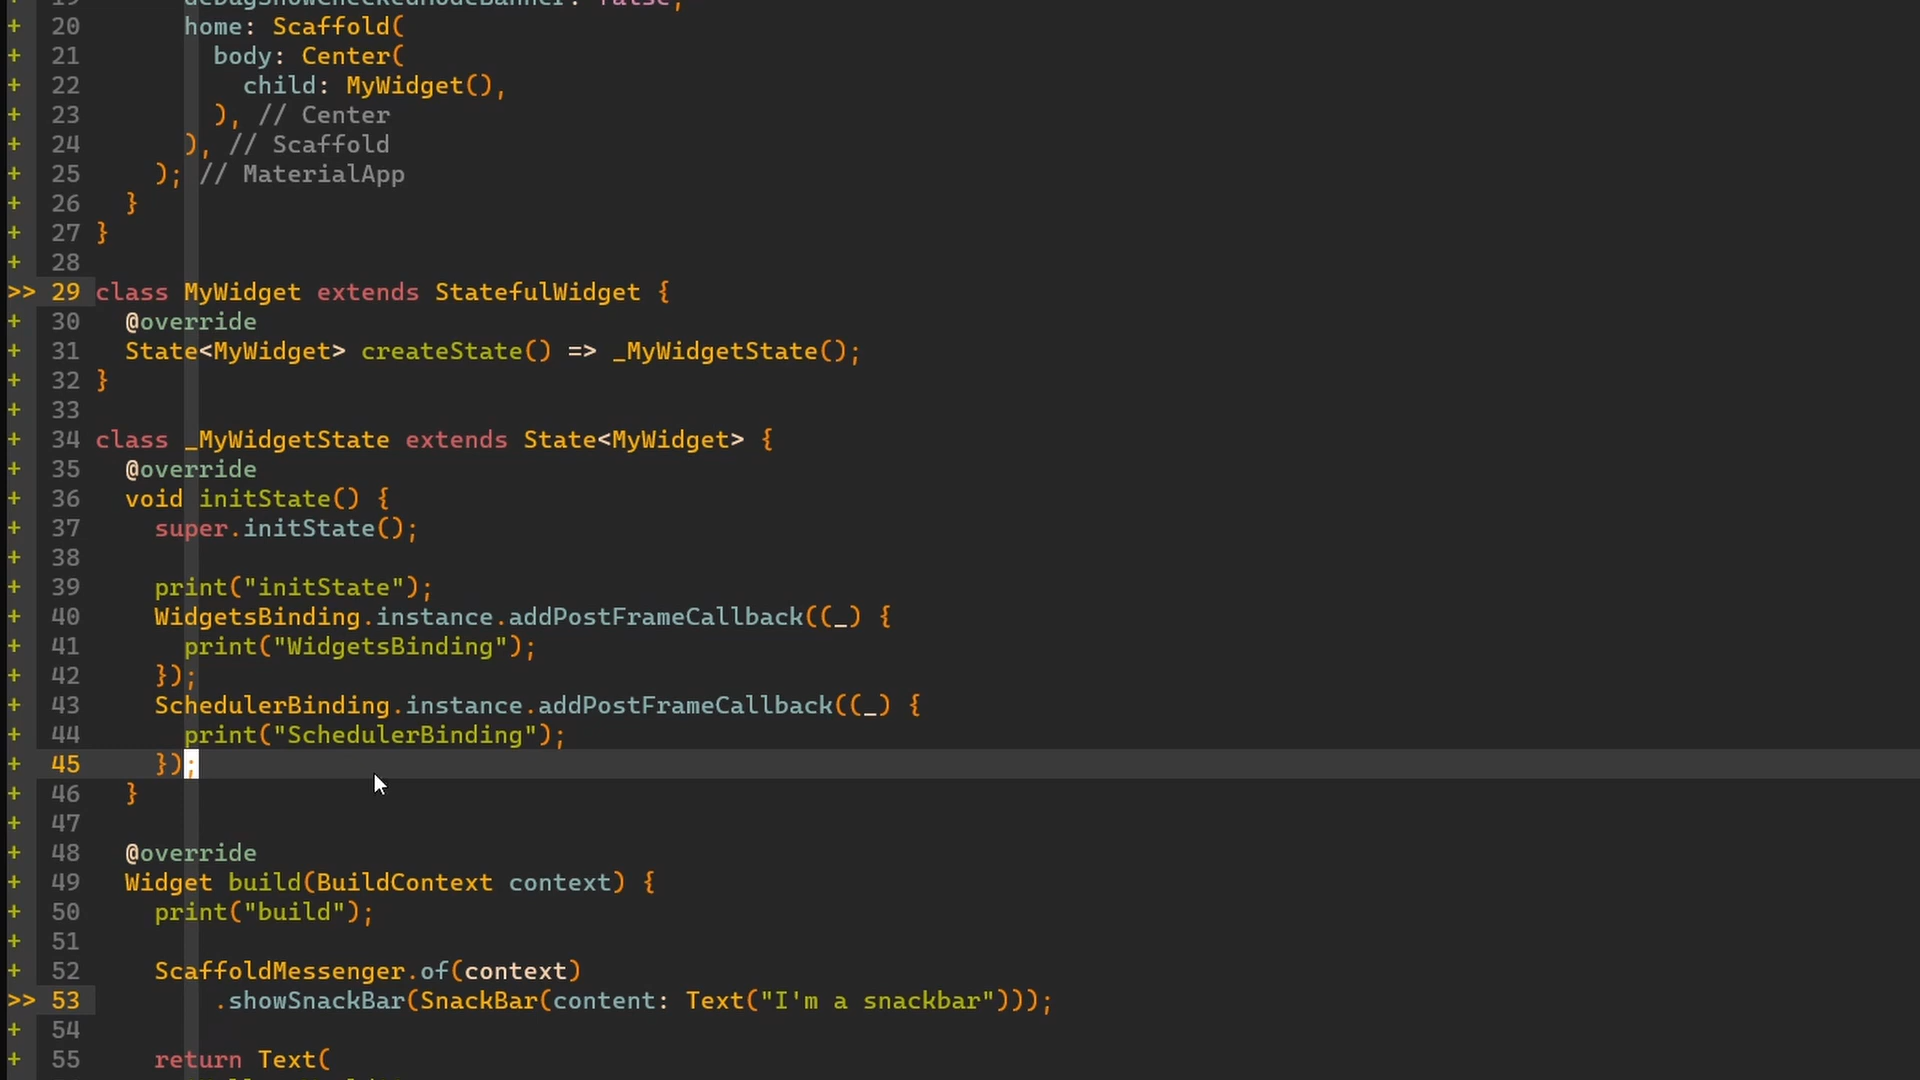 + 19 debugShowCheckedModeBanner: false,
+ 20 home: Scaffold(
+ 21 body: Center(
+ 22 child: MyWidget(),
+ 23 ), // Center
+ 24 ), // Scaffold
+ 25 ); // MaterialApp
+ 26 }
+ 27 }
+ 28
>> 29 class MyWidget extends StatefulWidget {
+ 30 @override
+ 31 State<MyWidget> createState() => _MyWidgetState();
+ 32 }
+ 33
+ 34 class _MyWidgetState extends State<MyWidget> {
+ 35 @override
+ 36 void initState() {
+ 37 super.initState();
+ 38
+ 39 print("initState");
+ 40 WidgetsBinding.instance.addPostFrameCallback((_) {
+ 41 print("WidgetsBinding");
+ 42 });
+ 43 SchedulerBinding.instance.addPostFrameCallback((_) {
+ 44 print("SchedulerBinding");
+ 45 });
+ 46 }
+ 47
+ 48 @override
+ 49 Widget build(BuildContext context) {
+ 50 print("build");
+ 51
+ 52 ScaffoldMessenger.of(context)
>> 53 .showSnackBar(SnackBar(content: Text("I'm a snackbar")));
+ 54
+ 55 return Text(